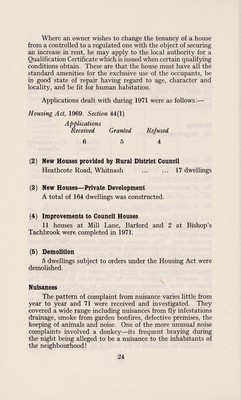 Where an owner wishes to change the tenancy of a house
from a controlled to a regulated one with the object of securing
an increase in rent, he may apply to the local authority for a
Qualification Certificate which is issued when certain qualifying
conditions obtain. These are that the house must have all the
standard amenities for the exclusive use of the occupants, be
in good state of repair having regard to age, character and
locality, and be fit for human habitation.
Applications dealt with during 1971 were as follows:—
Housing Act, 1969. Section 44(1)
Applications
Received Granted Refused
6 5 4
(2) New Houses provided by Rural District Council
Heathcote Road, Whitnash ... ... 17 dwellings
(3) New Houses—Private Development
A total of 164 dwellings was constructed.
(4) Improvements to Council Houses
11 houses at Mill Lane, Barford and 2 at Bishop's
Tachbrook were completed in 1971.
(5) Demolition
5 dwellings subject to orders under the Housing Act were
demolished.
Nuisances
The pattern of complaint from nuisance varies little from
year to year and 71 were received and investigated. They
covered a wide range including nuisances from fly infestations
drainage, smoke from garden bonfires, defective premises, the
keeping of animals and noise. One of the more unusual noise
complaints involved a donkey—its frequent braying during
the night being alleged to be a nuisance to the inhabitants of
the neighbourhood!
24